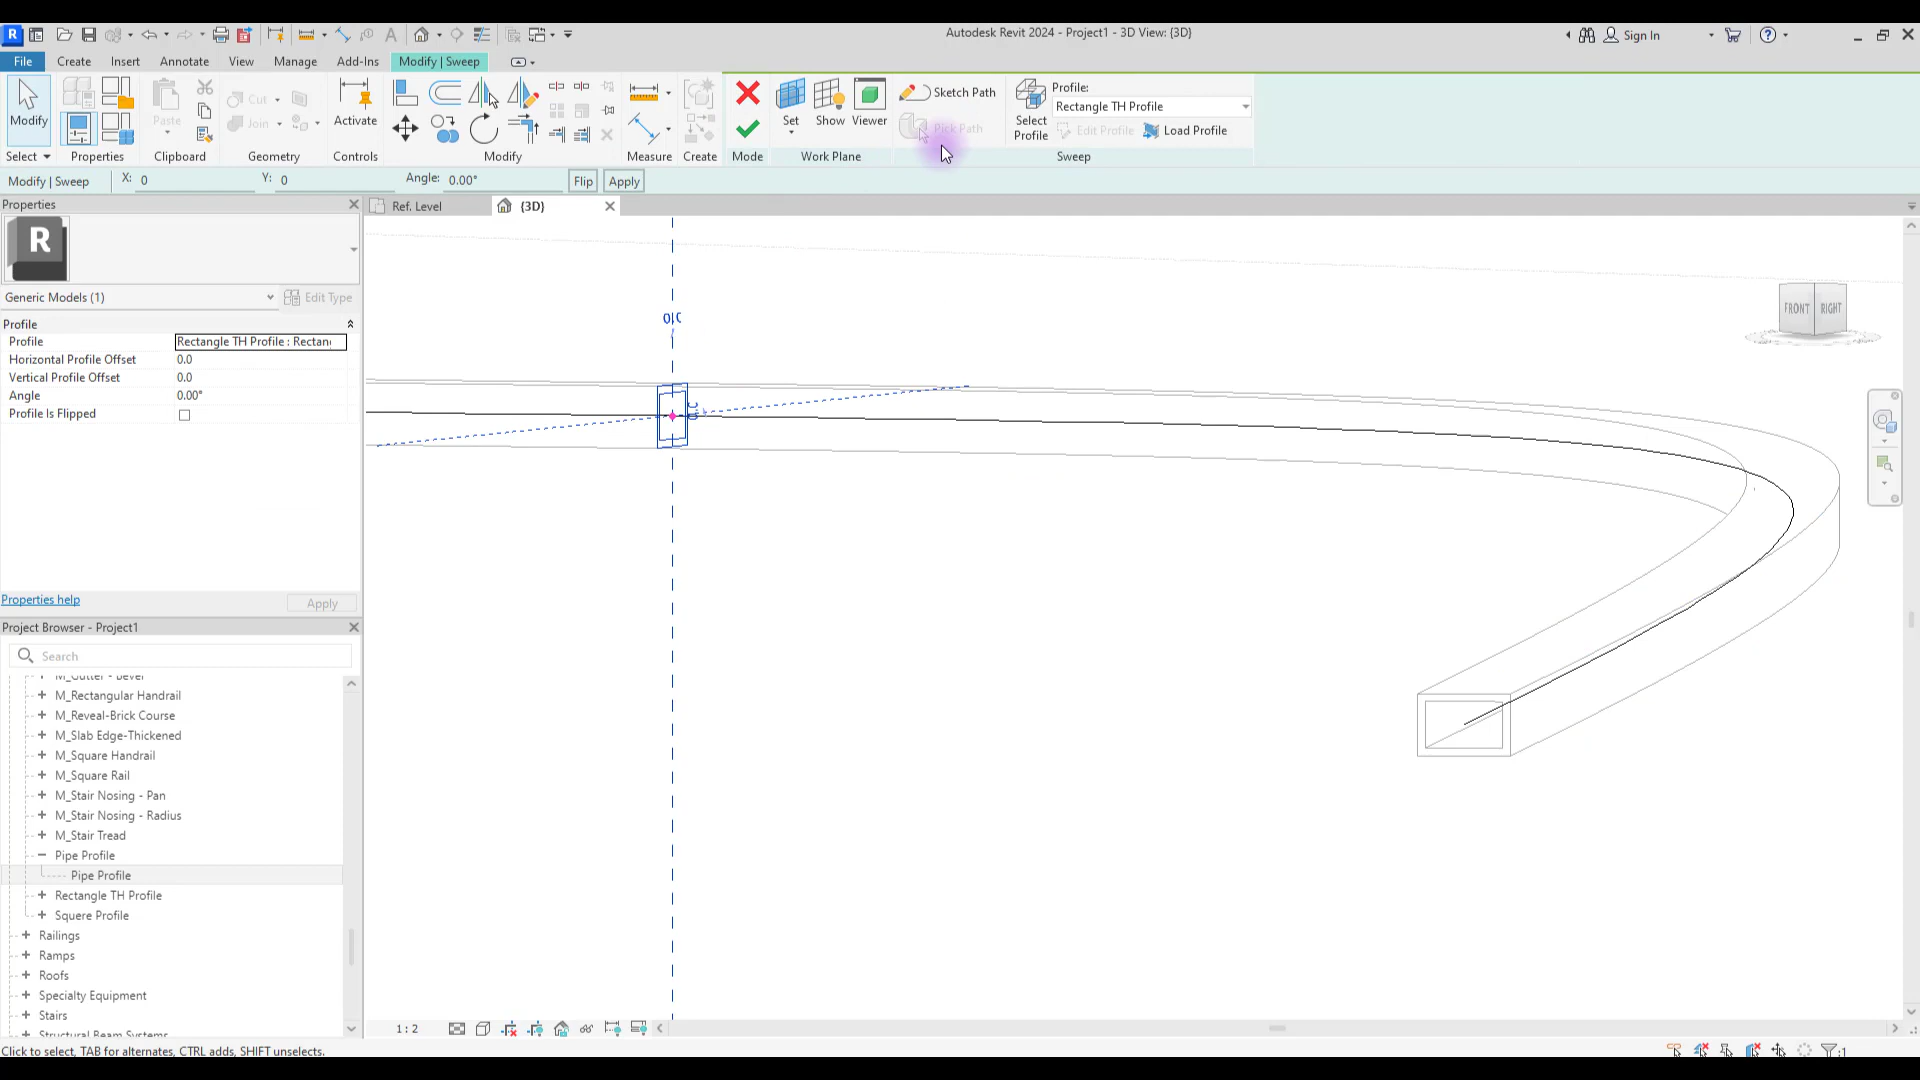 R
Autodesk Revit 2024 - Project1 - 3D View: {3D}
Sign In
File
Create
Insert
Annotate
View
Manage
Add-Ins
Modify | Sweep
Modify
Paste
Cut
Join
Activate
Set
Show
Viewer
Sketch Path
Pick Path
Select
Profile
Profile:
Rectangle TH Profile
Edit Profile
Load Profile
Select
Properties
Clipboard
Geometry
Controls
Modify
Measure
Create
Mode
Work Plane
Sweep
Modify | Sweep
X: 0
Y: 0
Angle: 0.00°
Flip
Apply
Properties
Ref. Level
{3D}
R
Generic Models (1)
Edit Type
Profile
Profile
Rectangle TH Profile : Rectan
Horizontal Profile Offset
0.0
Vertical Profile Offset
0.0
Angle
0.00°
Profile Is Flipped
Properties help
Apply
FRONT
RIGHT
Project Browser - Project1
Search
M_Gutter - Bevel
M_Rectangular Handrail
M_Reveal-Brick Course
M_Slab Edge-Thickened
M_Square Handrail
M_Square Rail
M_Stair Nosing - Pan
M_Stair Nosing - Radius
M_Stair Tread
Pipe Profile
Pipe Profile
Rectangle TH Profile
Squere Profile
Railings
Ramps
Roofs
Specialty Equipment
Stairs
Structural Beam Systems
1 : 2
Click to select, TAB for alternates, CTRL adds, SHIFT unselects.
:1